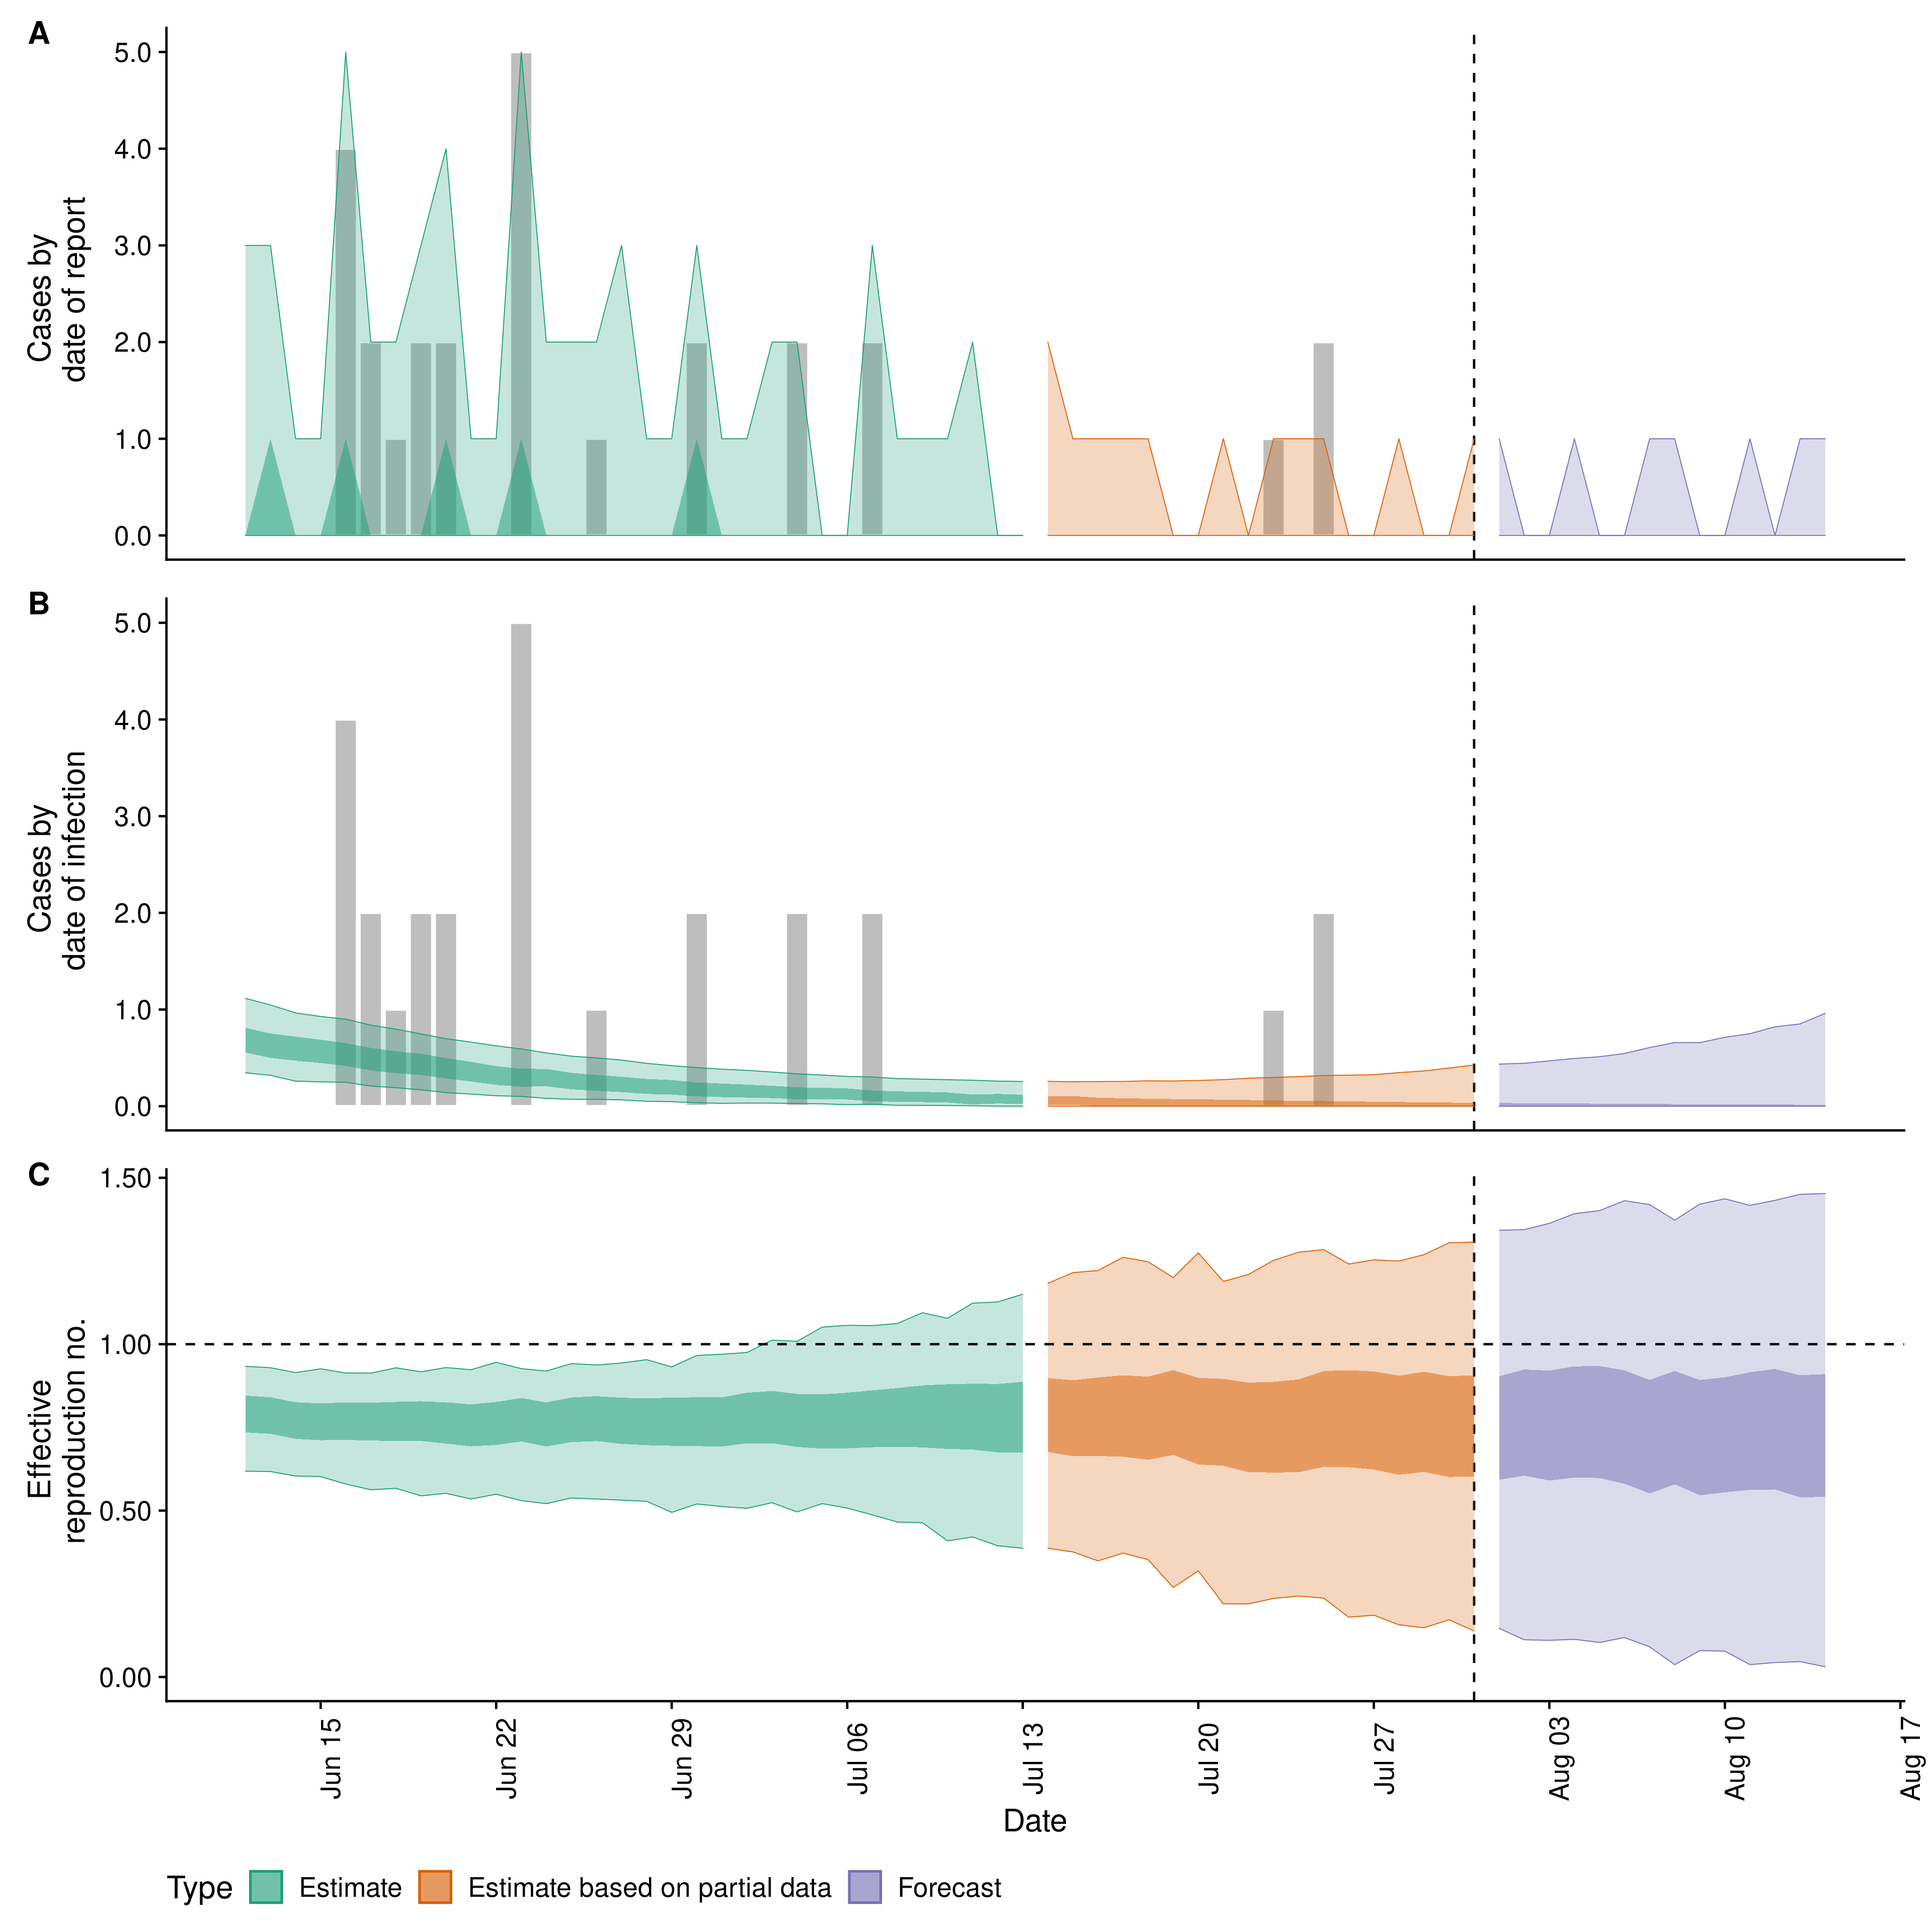 A
Cases by
date of report
5.0
4.0
3.0
2.0
1.0
0.0
B
Cases by
date of infection
5.0
4.0
3.0
2.0
1.0
0.0
C
Effective
reproduction no.
1.50
1.00
0.50
0.00
Jun 15
Jun 22
Jun 29
Jul 06
Jul 13
Jul 20
Jul 27
Aug 03
Aug 10
Aug 17
Date
Type Estimate Estimate based on partial data Forecast